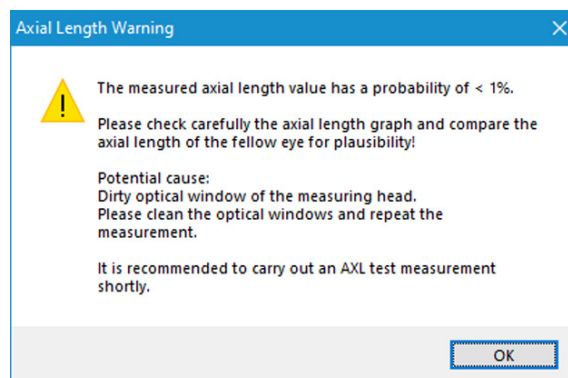 Axial Length Warning
The measured axial length value has a probability of < 1%.
Please check carefully the axial length graph and compare the
axial length of the fellow eye for plausibility!
Potential cause:
Dirty optical window of the measuring head.
Please clean the optical windows and repeat the
measurement.
It is recommended to carry out an AXL test measurement
shortly.
OK